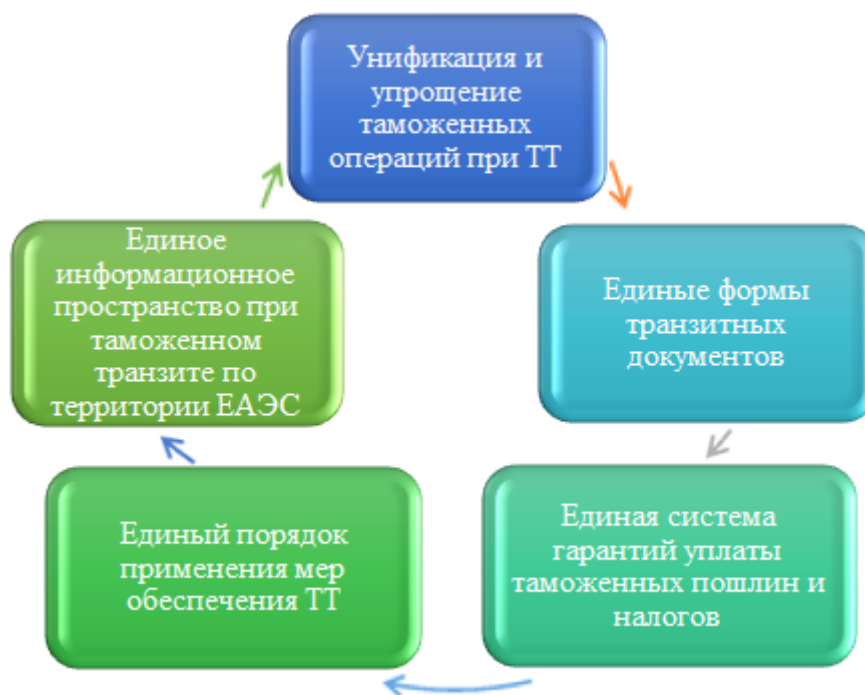 Унификация и
упрощение
таможенных
операций при ТТ
Единые формы
транзитных
документов
Единая система
гарантий уплаты
таможенных пошлин и
налогов
Единый порядок
применения мер
обеспечения ТТ
Единое
информационное
пространство при
таможенном
транзите по
территории ЕАЭС